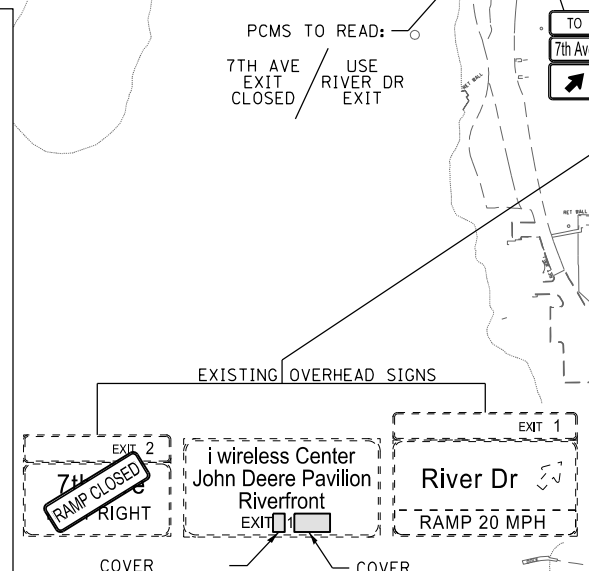 PCMS TO READ:
7TH AVE
EXIT
CLOSED
USE
RIVER DR
EXIT
TO
7th Ave
RET WALL
RET WALL
EXISTING OVERHEAD SIGNS
EXIT 2
RAMP CLOSED
RIGHT
i wireless Center
John Deere Pavilion
Riverfront
EXIT 1
EXIT 1
River Dr
RAMP 20 MPH
COVER
COVER